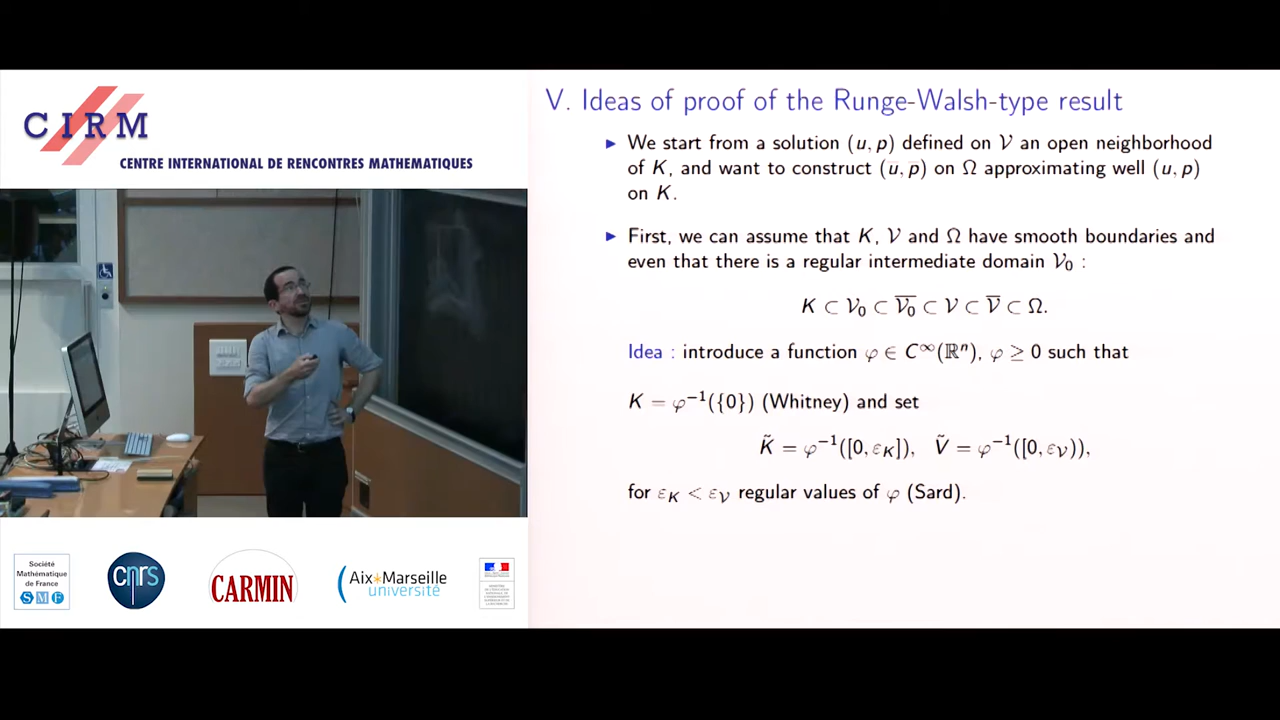 CIRM
CENTRE INTERNATIONAL DE RENCONTRES MATHEMATIQUES
V. Ideas of proof of the Runge-Walsh-type result
▶ We start from a solution (u, p) defined on 𝒱 an open neighborhood
of K, and want to construct (u̅, p̅) on Ω approximating well (u, p)
on K.
▶ First, we can assume that K, 𝒱 and Ω have smooth boundaries and
even that there is a regular intermediate domain 𝒱₀ :
K ⊂ 𝒱₀ ⊂ 𝒱₀̅ ⊂ 𝒱 ⊂ 𝒱̅ ⊂ Ω.
Idea : introduce a function φ ∈ C^∞(ℝⁿ), φ ≥ 0 such that
K = φ⁻¹({0}) (Whitney) and set
K̃ = φ⁻¹([0, ε_K]), Ṽ = φ⁻¹([0, ε_𝒱)),
for ε_K < ε_𝒱 regular values of φ (Sard).
Société
Mathématique
de France
SMF
cnrs
CARMIN
Aix*Marseille
université